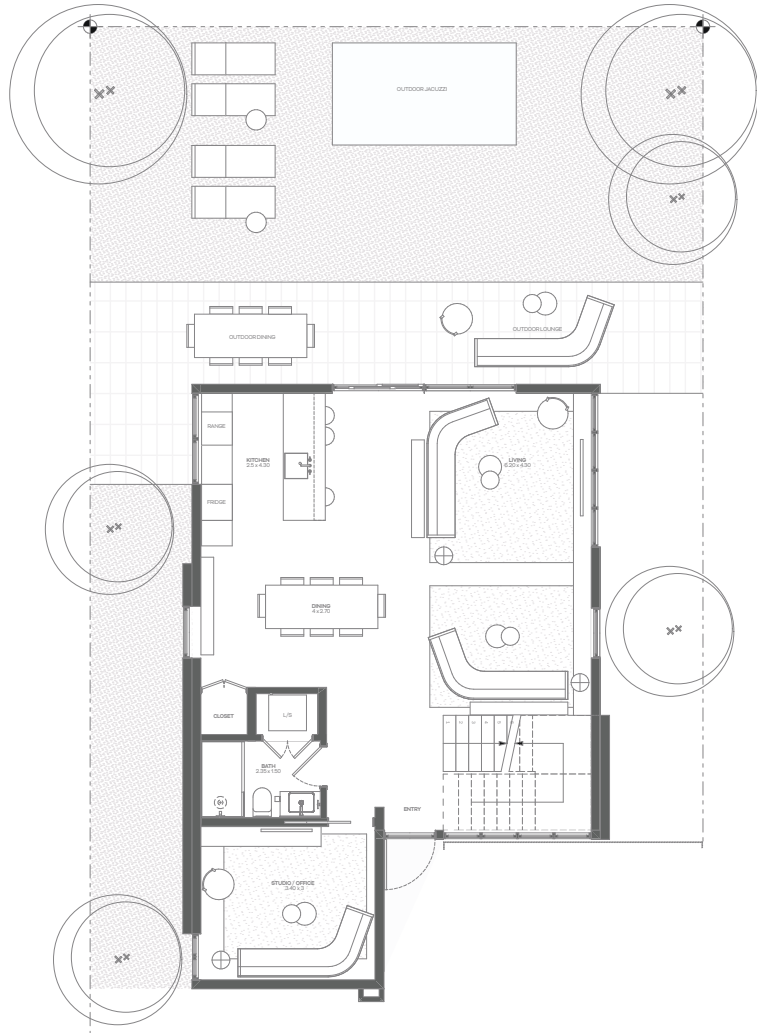 OUTDOOR JACUZZI
OUTDOOR DINING
OUTDOOR LOUNGE
RANGE
KITCHEN
2.5 x 4.30
LIVING
6.20 x 4.30
FRIDGE
DINING
4 x 2.70
CLOSET
L/S
BATH
2.35 x 1.50
ENTRY
STUDIO / OFFICE
3.40 x 3